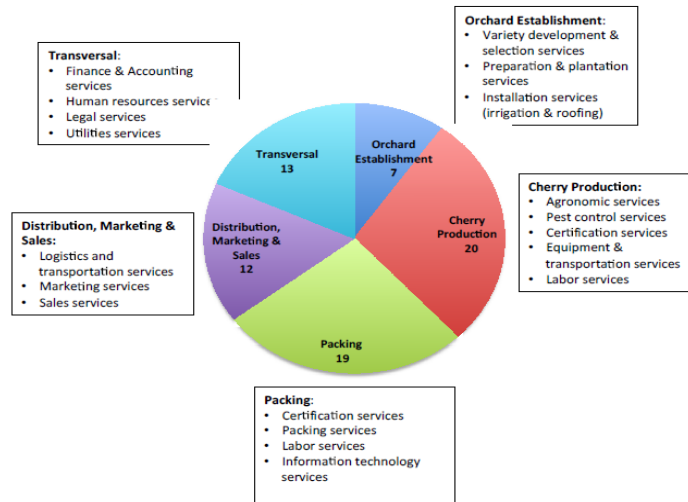 Orchard Establishment:
• Variety development &
selection services
• Preparation & plantation
services
• Installation services
(irrigation & roofing)
Transversal:
• Finance & Accounting
services
• Human resources service
• Legal services
• Utilities services
Transversal
13
Orchard
Establishment
7
Cherry
Production
20
Distribution,
Marketing &
Sales
12
Packing
19
Cherry Production:
• Agronomic services
• Pest control services
• Certification services
• Equipment &
transportation services
• Labor services
Distribution, Marketing &
Sales:
• Logistics and
transportation services
• Marketing services
• Sales services
Packing:
• Certification services
• Packing services
• Labor services
• Information technology
services